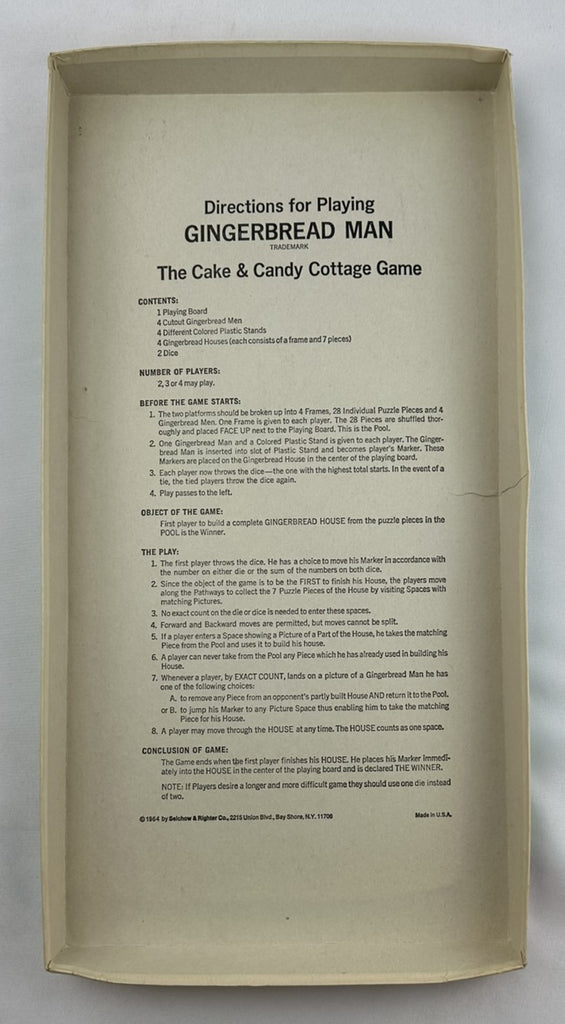 Directions for Playing
GINGERBREAD MAN
TRADEMARK
The Cake & Candy Cottage Game
CONTENTS:
1 Playing Board
4 Cutout Gingerbread Men
4 Different Colored Plastic Stands
4 Gingerbread Houses (each consists of a frame and 7 pieces)
2 Dice
NUMBER OF PLAYERS:
2, 3 or 4 may play.
BEFORE THE GAME STARTS:
1. The two platforms should be broken up into 4 Frames, 28 Individual Puzzle Pieces and 4
Gingerbread Men. One Frame is given to each player. The 28 Pieces are shuffled thor-
oughly and placed FACE UP next to the Playing Board. This is the Pool.
2. One Gingerbread Man and a Colored Plastic Stand is given to each player. The Ginger-
bread Man is inserted into slot of Plastic Stand and becomes player's Marker. These
Markers are placed on the Gingerbread House in the center of the playing board.
3. Each player now throws the dice—the one with the highest total starts. In the event of a
tie, the tied players throw the dice again.
4. Play passes to the left.
OBJECT OF THE GAME:
First player to build a complete GINGERBREAD HOUSE from the puzzle pieces in the
POOL is the Winner.
THE PLAY:
1. The first player throws the dice. He has a choice to move his Marker in accordance with
the number on either die or the sum of the numbers on both dice.
2. Since the object of the game is to be the FIRST to finish his House, the players move
along the Pathways to collect the 7 Puzzle Pieces of the House by visiting Spaces with
matching Pictures.
3. No exact count on the die or dice is needed to enter these spaces.
4. Forward and Backward moves are permitted, but moves cannot be split.
5. If a player enters a Space showing a Picture of a Part of the House, he takes the matching
Piece from the Pool and uses it to build his house.
6. A player can never take from the Pool any Piece which he has already used in building his
House.
7. Whenever a player, by EXACT COUNT, lands on a picture of a Gingerbread Man he has
one of the following choices:
A. to remove any Piece from an opponent's partly built House AND return it to the Pool.
or B. to jump his Marker to any Picture Space thus enabling him to take the matching
Piece for his House.
8. A player may move through the HOUSE at any time. The HOUSE counts as one space.
CONCLUSION OF GAME:
The Game ends when the first player finishes his HOUSE. He places his Marker immedi-
ately into the HOUSE in the center of the playing board and is declared THE WINNER.
NOTE: If Players desire a longer and more difficult game they should use one die instead
of two.
© 1964 by Selchow & Righter Co., 2215 Union Blvd., Bay Shore, N.Y. 11706 Made in U.S.A.